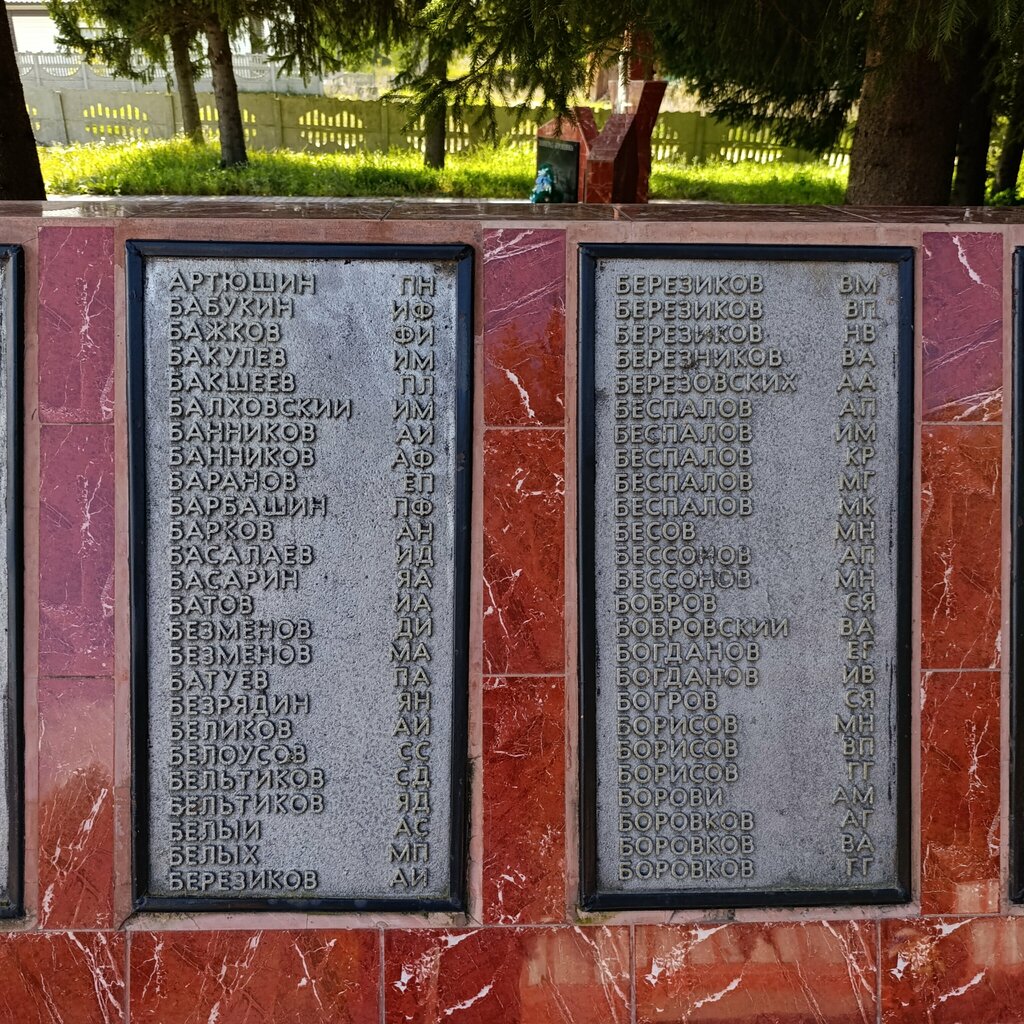 АРТЮШИН ПН
БАБУКИН ИФ
БАЖКОВ ФИ
БАКУЛЕВ ИМ
БАКШЕЕВ ПЛ
БАЛХОВСКИИ ИМ
БАННИКОВ АИ
БАННИКОВ АФ
БАРАНОВ ЕП
БАРБАШИН ПФ
БАРКОВ АН
БАСАЛАЕВ ИД
БАСАРИН ЯА
БАТОВ ИА
БЕЗМЕНОВ ДИ
БЕЗМЕНОВ МА
БАТУЕВ ПА
БЕЗРЯДИН ЯН
БЕЛИКОВ АИ
БЕЛОУСОВ СС
БЕЛЬТИКОВ СД
БЕЛЬТИКОВ ЯД
БЕЛЫИ АС
БЕЛЫХ МП
БЕРЕЗИКОВ АИ
БЕРЕЗИКОВ ВМ
БЕРЕЗИКОВ ВП
БЕРЕЗИКОВ НВ
БЕРЕЗНИКОВ ВА
БЕРЕЗОВСКИХ АА
БЕСПАЛОВ АП
БЕСПАЛОВ ИМ
БЕСПАЛОВ КР
БЕСПАЛОВ МГ
БЕСПАЛОВ МК
БЕСОВ МН
БЕССОНОВ АП
БЕССОНОВ МН
БОБРОВ СЯ
БОБРОВСКИИ ВА
БОГДАНОВ ЕГ
БОГДАНОВ ИВ
БОГРОВ СЯ
БОРИСОВ МН
БОРИСОВ ВП
БОРИСОВ ГГ
БОРОВИ АМ
БОРОВКОВ АГ
БОРОВКОВ ВА
БОРОВКОВ ГГ